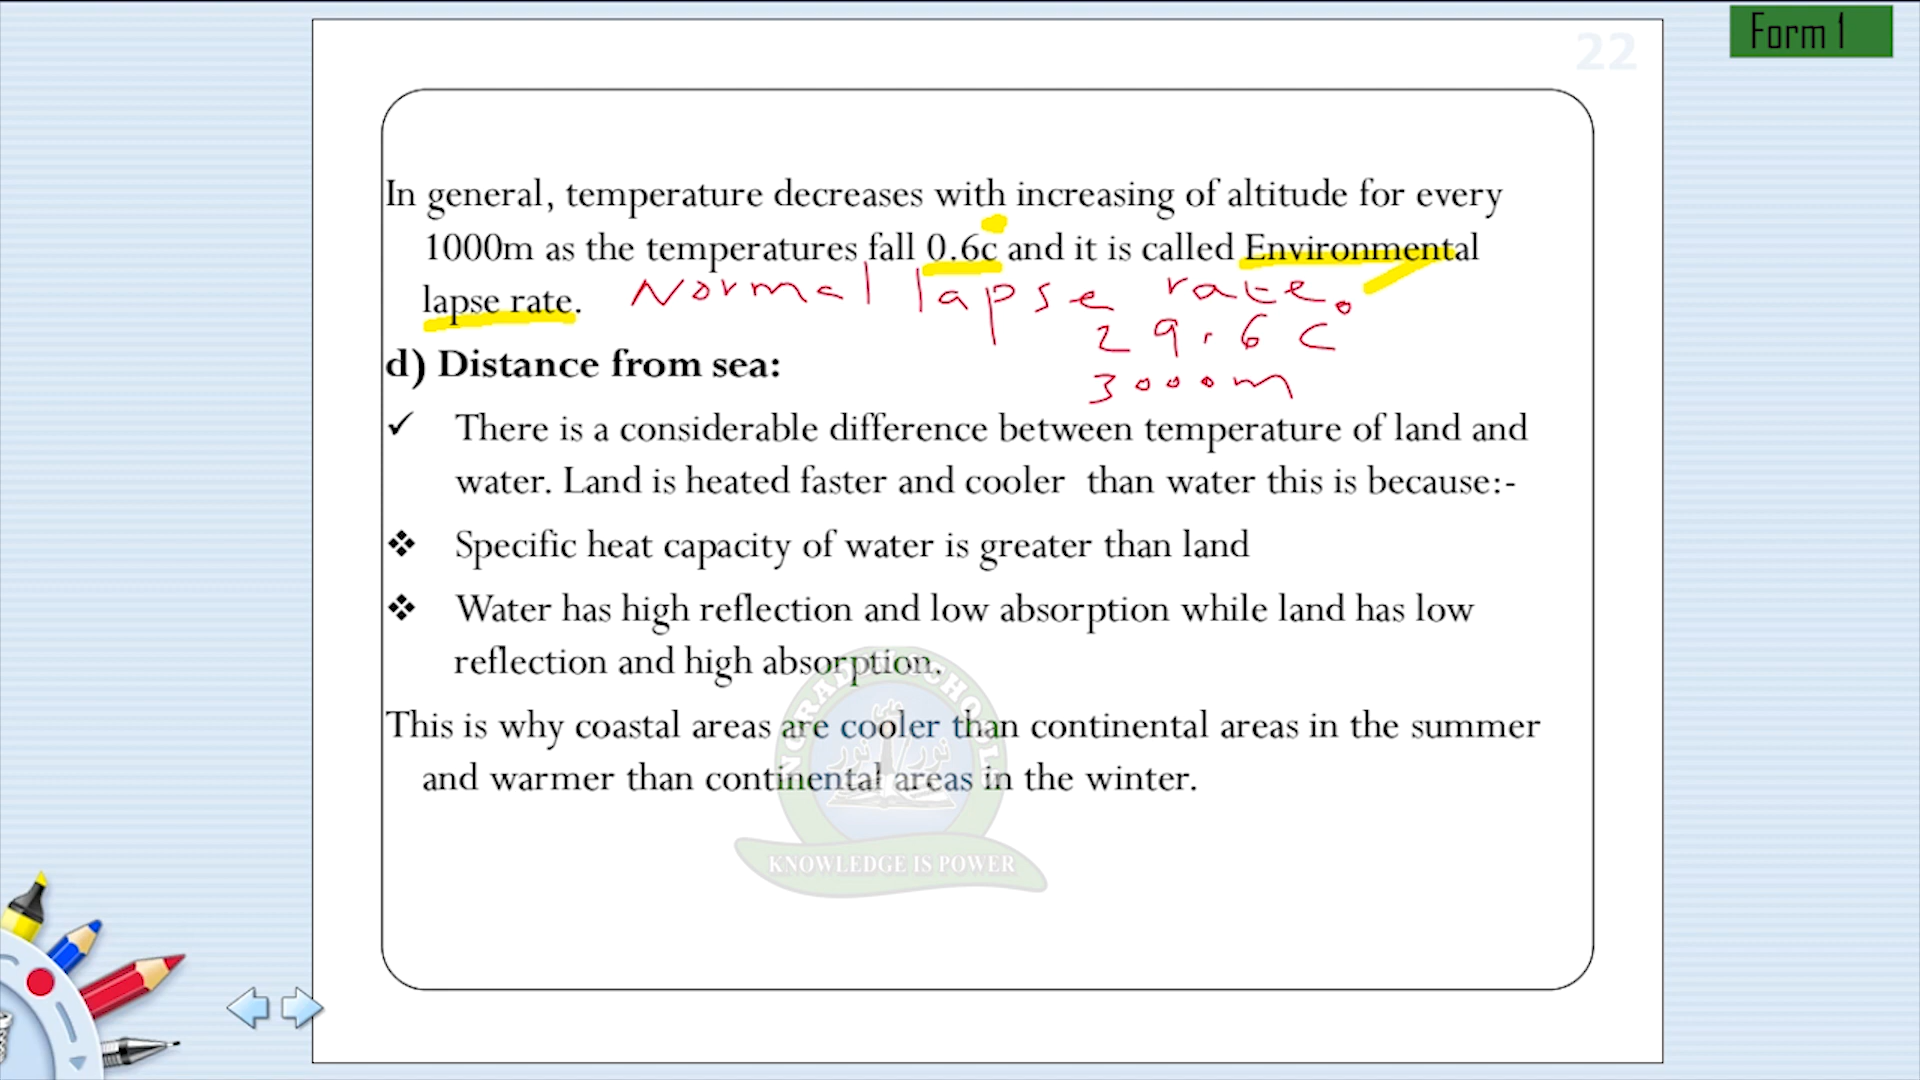 Form 1
22
In general, temperature decreases with increasing of altitude for every
1000m as the temperatures fall 0.6c and it is called Environmental
lapse rate. Normal lapse rate.
29.6 C°
d) Distance from sea:
3000m
✓ There is a considerable difference between temperature of land and
water. Land is heated faster and cooler than water this is because:-
❖ Specific heat capacity of water is greater than land
❖ Water has high reflection and low absorption while land has low
reflection and high absorption.
This is why coastal areas are cooler than continental areas in the summer
and warmer than continental areas in the winter.
KNOWLEDGE IS POWER